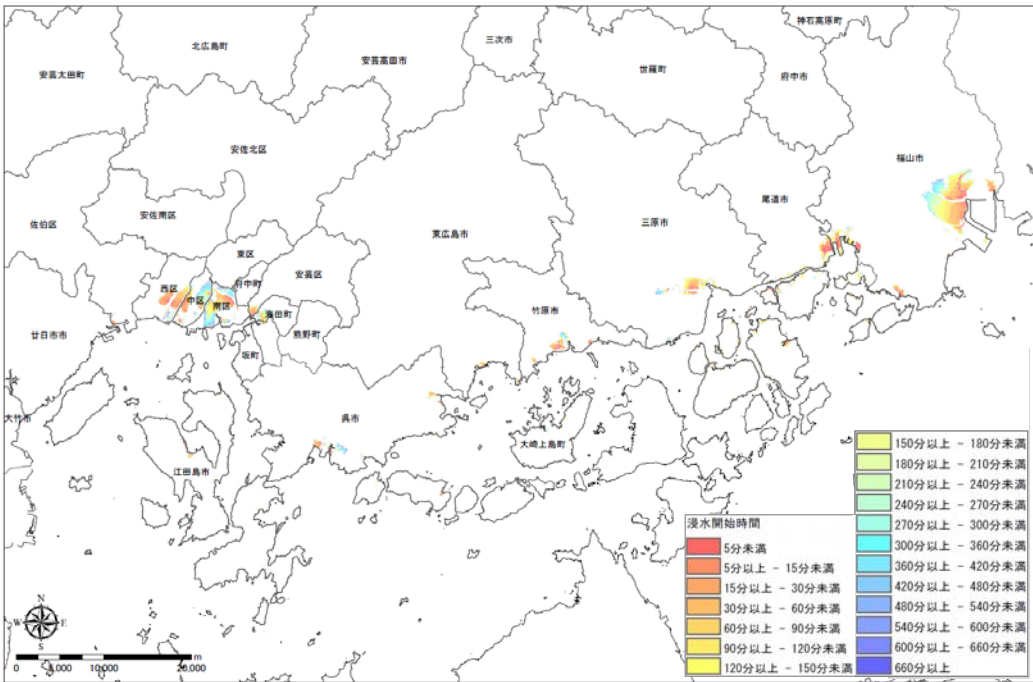 神石高原町
三次市
北広島町
安芸高田市
世羅町
安芸太田町
府中市
安佐北区
福山市
尾道市
安佐南区
佐伯区
三原市
東広島市
東区
安芸区
府中町
西区
中区
南区
竹原市
海田町
廿日市市
熊野町
坂町
大竹市
呉市
大崎上島町
江田島市
浸水開始時間
5分未満
5分以上 - 15分未満
15分以上 - 30分未満
30分以上 - 60分未満
60分以上 - 90分未満
90分以上 - 120分未満
120分以上 - 150分未満
150分以上 - 180分未満
180分以上 - 210分未満
210分以上 - 240分未満
240分以上 - 270分未満
270分以上 - 300分未満
300分以上 - 360分未満
360分以上 - 420分未満
420分以上 - 480分未満
480分以上 - 540分未満
540分以上 - 600分未満
600分以上 - 660分未満
660分以上
N
W E
S
m
0 5,000 10,000 20,000